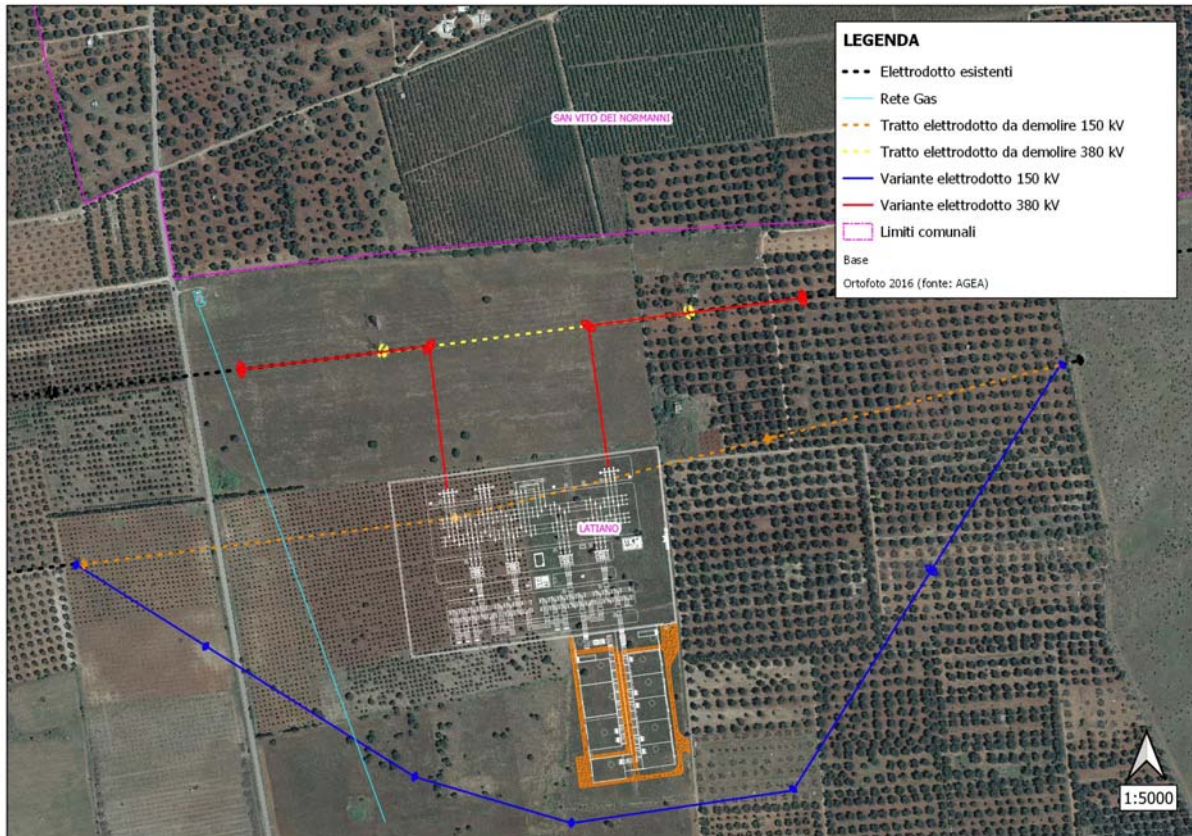 LEGENDA
Elettrodotto esistenti
Rete Gas
Tratto elettrodotto da demolire 150 kV
Tratto elettrodotto da demolire 380 kV
Variante elettrodotto 150 kV
Variante elettrodotto 380 kV
Limiti comunali
Base
Ortofoto 2016 (fonte: AGEA)
SAN VITO DEI NORMANNI
LATIANO
1:5000